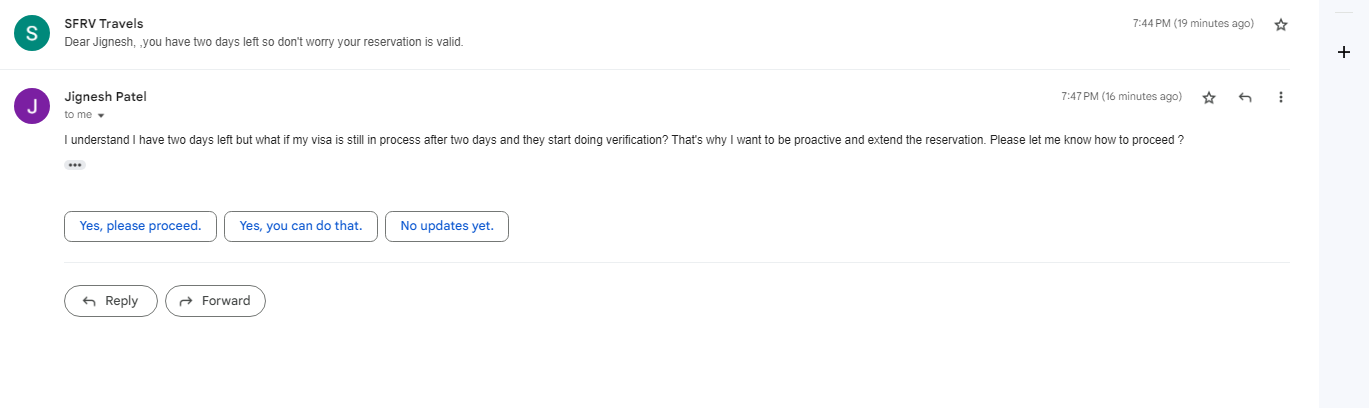 S
SFRV Travels
7:44 PM (19 minutes ago)
Dear Jignesh, ,you have two days left so don't worry your reservation is valid.
J
Jignesh Patel
7:47 PM (16 minutes ago)
to me
I understand I have two days left but what if my visa is still in process after two days and they start doing verification? That's why I want to be proactive and extend the reservation. Please let me know how to proceed ?
Yes, please proceed.
Yes, you can do that.
No updates yet.
Reply
Forward